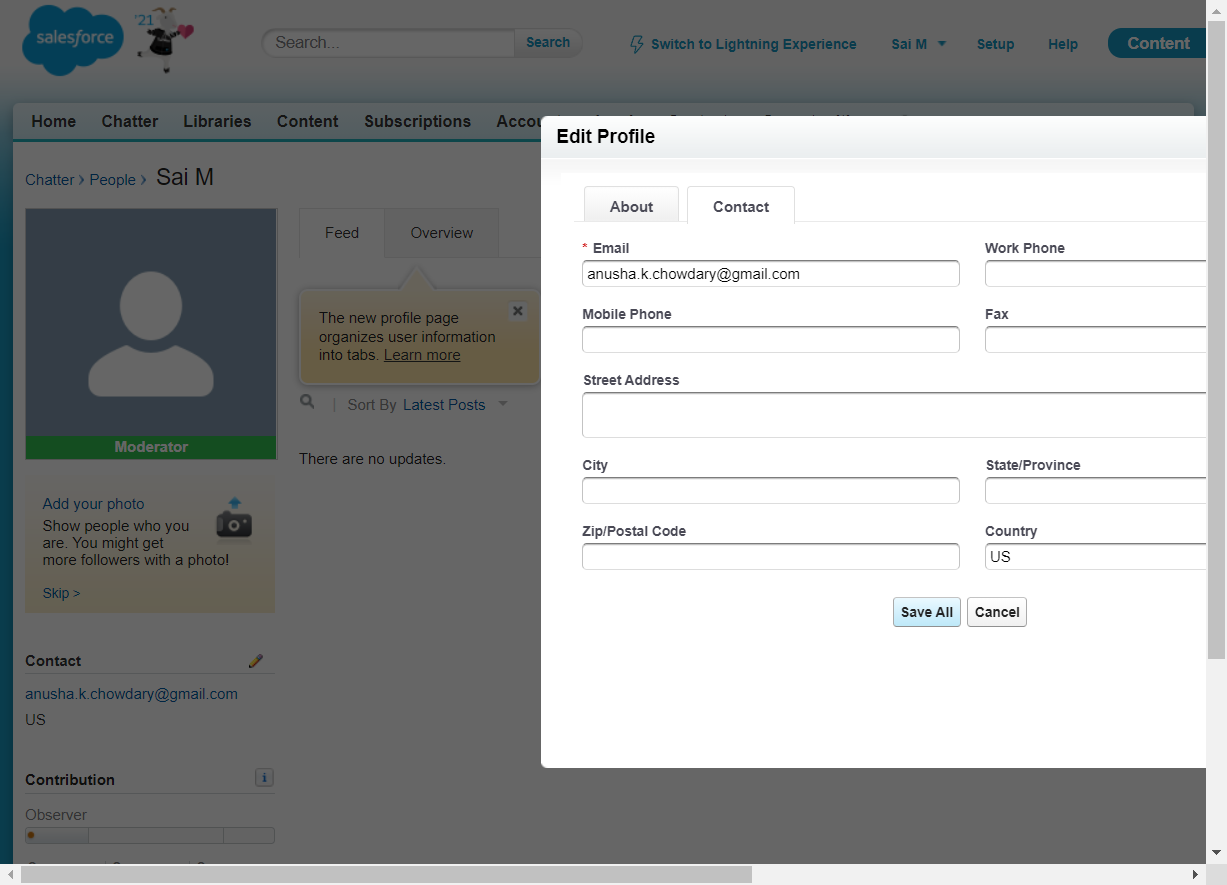 salesforce
'21
Search...
Search
Switch to Lightning Experience
Sai M
Setup
Help
Content
Home
Chatter
Libraries
Content
Subscriptions
Edit Profile
Chatter › People › Sai M
About
Contact
Feed
Overview
* Email
Work Phone
anusha.k.chowdary@gmail.com
The new profile page
organizes user information
into tabs. Learn more
Mobile Phone
Fax
Street Address
Sort By Latest Posts
Moderator
There are no updates.
City
State/Province
Add your photo
Show people who you
are. You might get
more followers with a photo!
Skip >
Zip/Postal Code
Country
US
Save All
Cancel
Contact
anusha.k.chowdary@gmail.com
US
Contribution
i
Observer